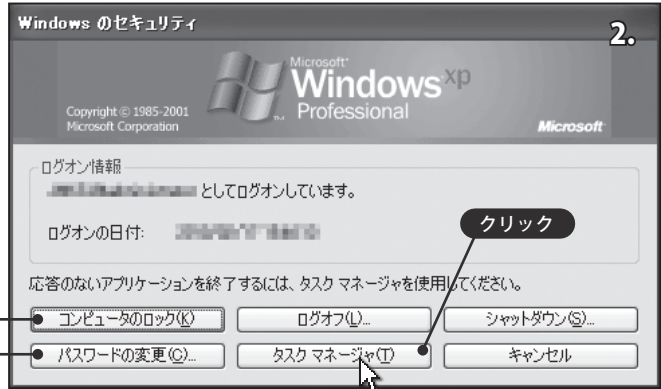 Windows のセキュリティ
2.
Microsoft
Windows xp
Professional
Copyright © 1985-2001
Microsoft Corporation
Microsoft
ログオン情報
としてログオンしています。
ログオンの日付:
クリック
応答のないアプリケーションを終了するには、タスク マネージャを使用してください。
コンピュータのロック(K) ログオフ(L)... シャットダウン(S)...
パスワードの変更(C)... タスク マネージャ(T) キャンセル